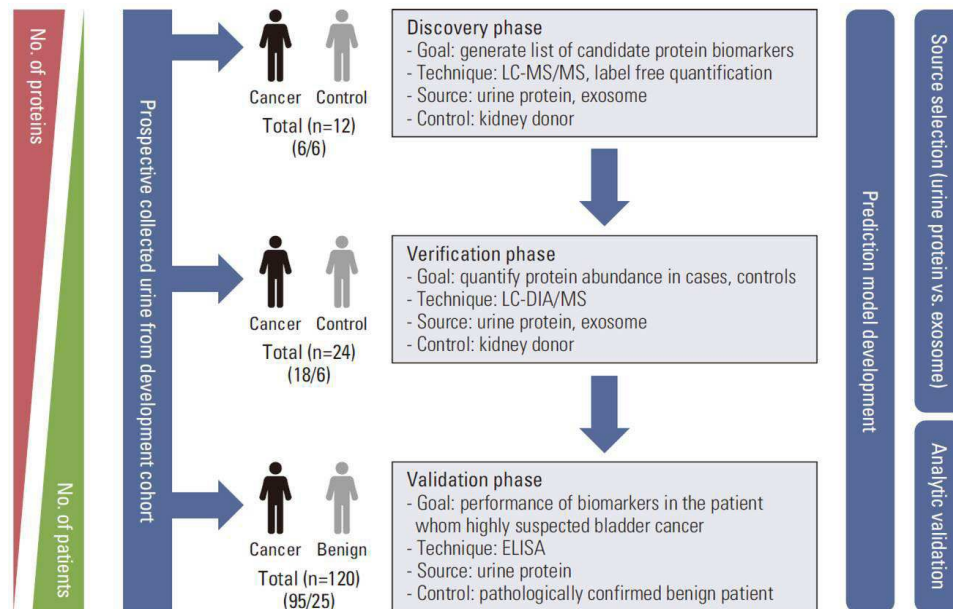 No. of proteins
No. of patients
Prospective collected urine from development cohort
Cancer Control
Total (n=12)
(6/6)
Discovery phase
- Goal: generate list of candidate protein biomarkers
- Technique: LC-MS/MS, label free quantification
- Source: urine protein, exosome
- Control: kidney donor
Cancer Control
Total (n=24)
(18/6)
Verification phase
- Goal: quantify protein abundance in cases, controls
- Technique: LC-DIA/MS
- Source: urine protein, exosome
- Control: kidney donor
Cancer Benign
Total (n=120)
(95/25)
Validation phase
- Goal: performance of biomarkers in the patient
whom highly suspected bladder cancer
- Technique: ELISA
- Source: urine protein
- Control: pathologically confirmed benign patient
Prediction model development
Source selection (urine protein vs. exosome)
Analytic validation